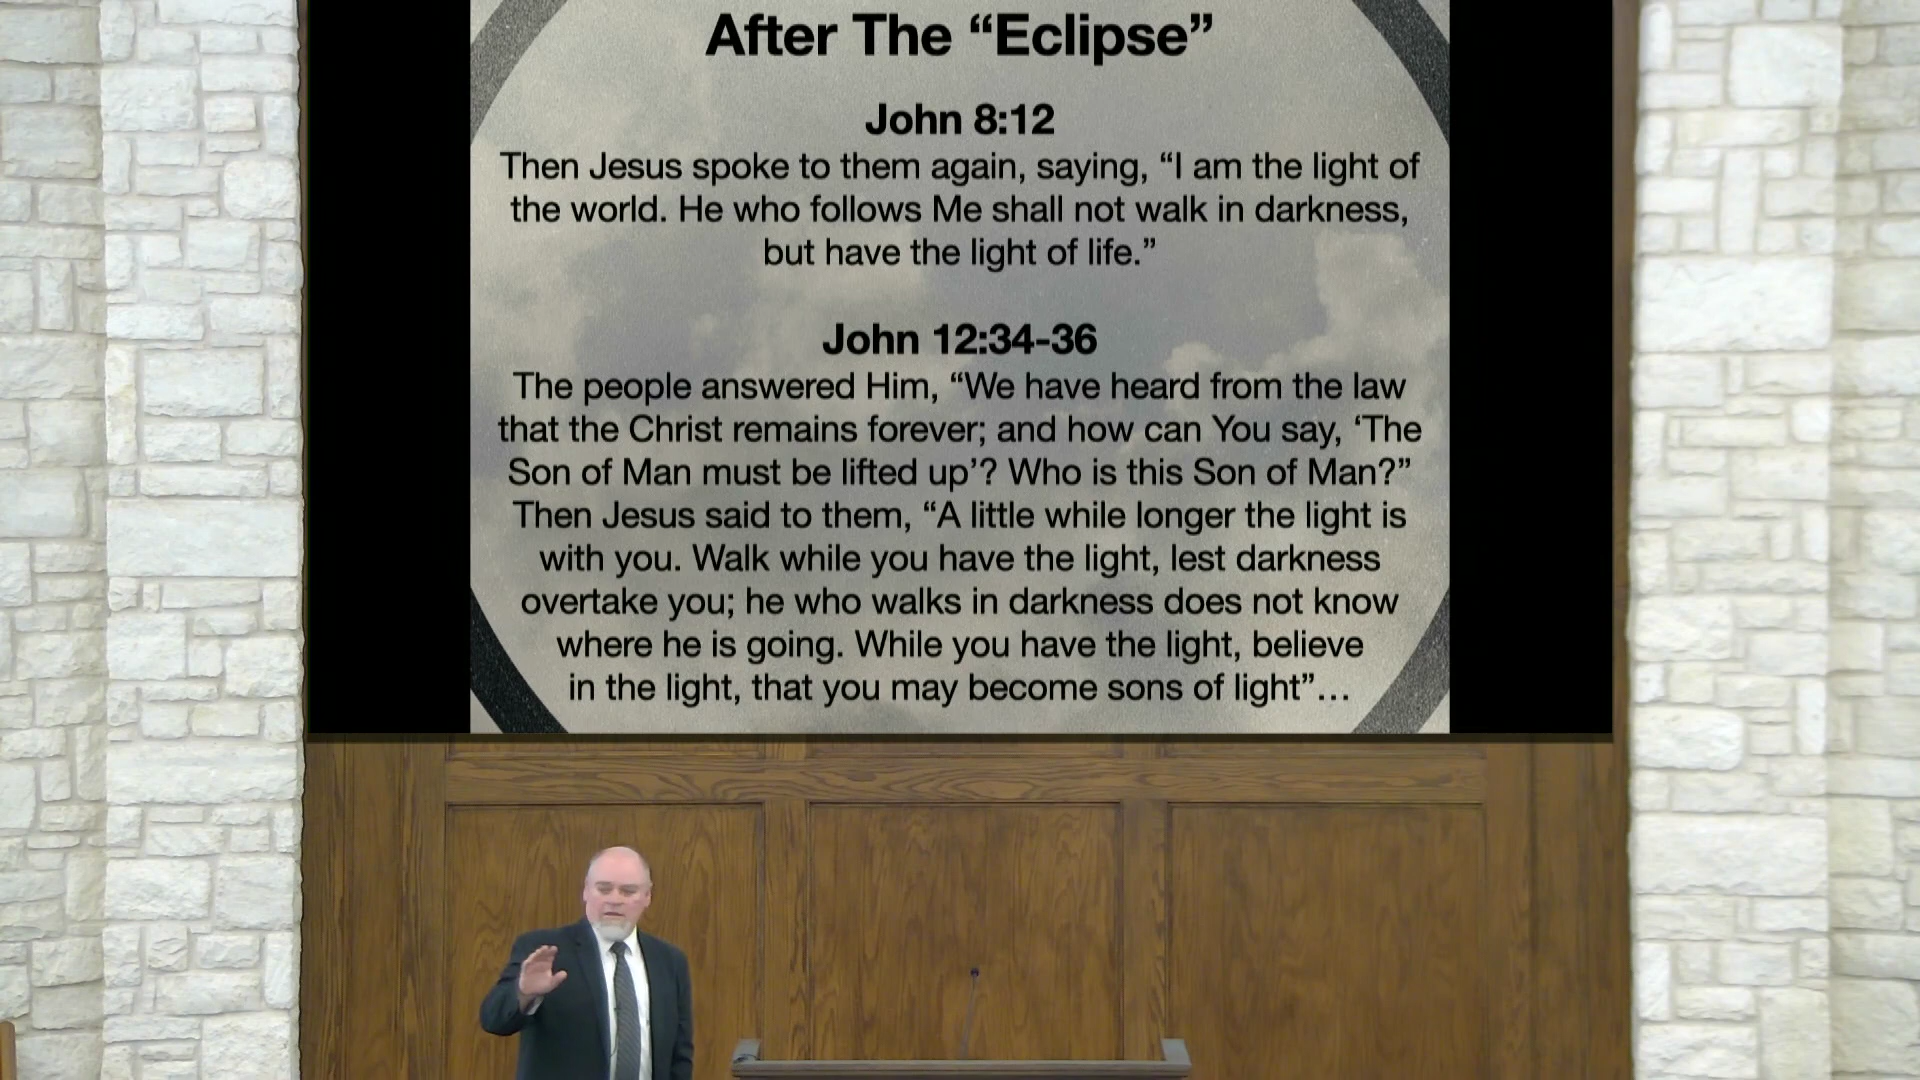 After The “Eclipse”
John 8:12
Then Jesus spoke to them again, saying, “I am the light of
the world. He who follows Me shall not walk in darkness,
but have the light of life.”
John 12:34-36
The people answered Him, “We have heard from the law
that the Christ remains forever; and how can You say, ‘The
Son of Man must be lifted up’? Who is this Son of Man?”
Then Jesus said to them, “A little while longer the light is
with you. Walk while you have the light, lest darkness
overtake you; he who walks in darkness does not know
where he is going. While you have the light, believe
in the light, that you may become sons of light”…